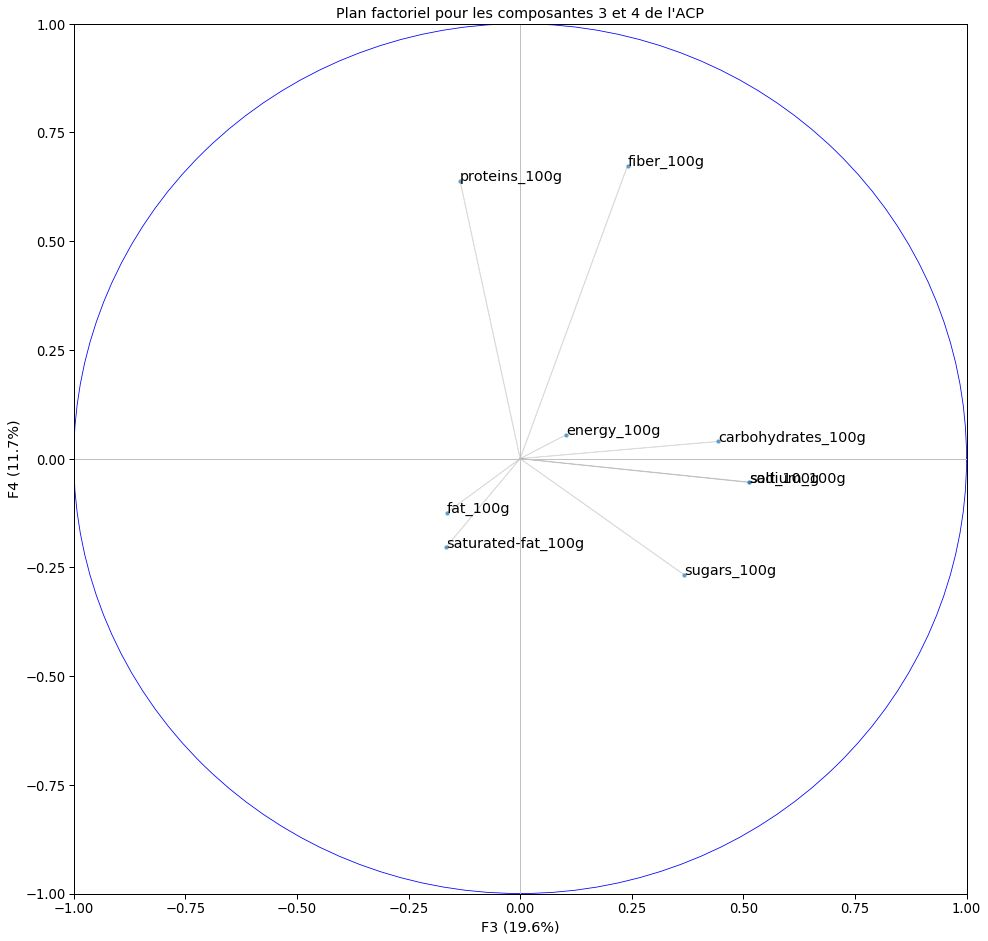 Plan factoriel pour les composantes 3 et 4 de l'ACP
1.00
0.75
0.50
0.25
0.00
−0.25
−0.50
−0.75
−1.00
F4 (11.7%)
proteins_100g
fiber_100g
energy_100g
carbohydrates_100g
salt_100g
sodium_100g
fat_100g
saturated-fat_100g
sugars_100g
−1.00 −0.75 −0.50 −0.25 0.00 0.25 0.50 0.75 1.00
F3 (19.6%)